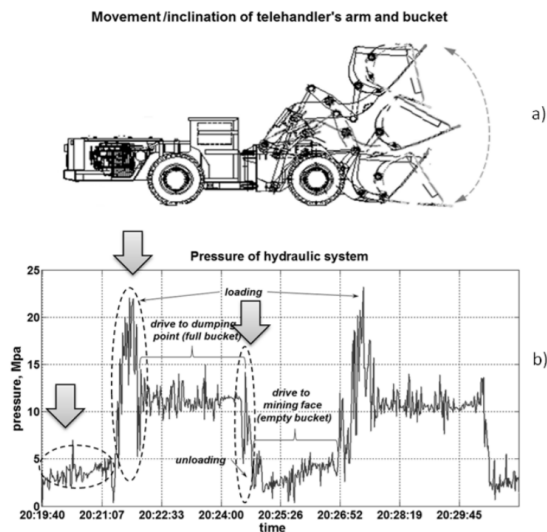 Movement/inclination of telehandler's arm and bucket
a)
Pressure of hydraulic system
25
20
15
10
5
0
pressure, Mpa
loading
drive to dumping
point (full bucket)
drive to
mining face
(empty bucket)
unloading
b)
20:19:40 20:21:07 20:22:33 20:24:00 20:25:26 20:26:52 20:28:19 20:29:45
time